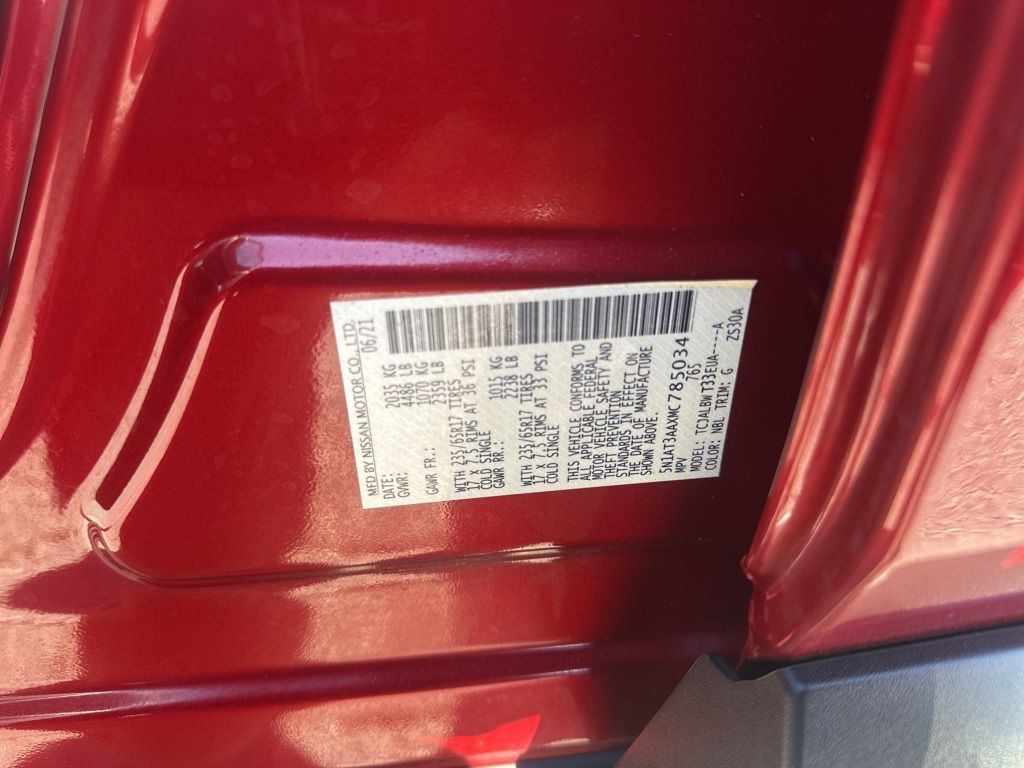 MFD BY NISSAN MOTOR CO., LTD.
DATE: 06/21
GVWR: 2035 KG
4486 LB
GAWR FR.: 1070 KG
2359 LB
WITH 235/65R17 TIRES
17 X 7.5 RIMS AT 36 PSI
COLD SINGLE
GAWR RR.: 1015 KG
2238 LB
WITH 235/65R17 TIRES
17 X 7.5 RIMS AT 33 PSI
COLD SINGLE
THIS VEHICLE CONFORMS TO
ALL APPLICABLE FEDERAL
MOTOR VEHICLE SAFETY AND
THEFT PREVENTION
STANDARDS IN EFFECT ON
THE DATE OF MANUFACTURE
SHOWN ABOVE.
5N1AT3AAXMC785034
MPV 765
MODEL: TCJALBW T33EUA----A
COLOR: NBL TRIM: G ZS30A